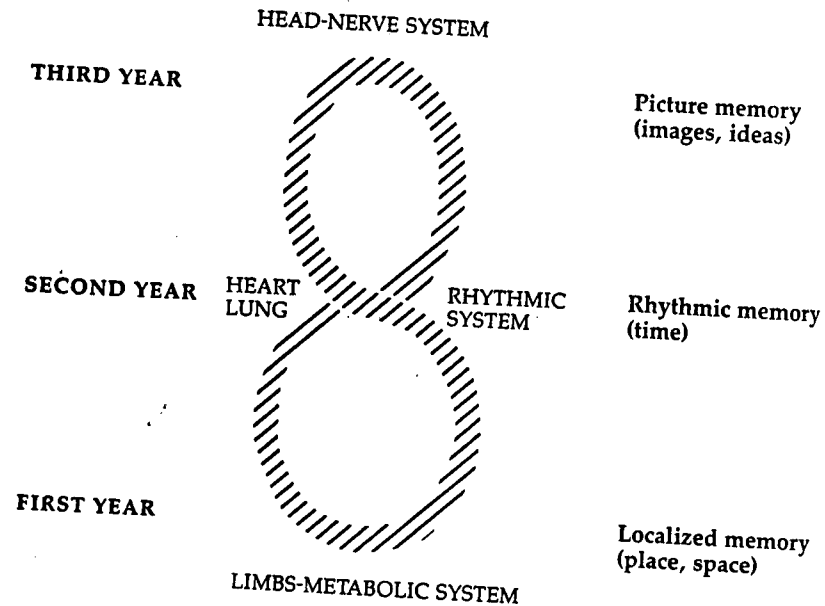 HEAD-NERVE SYSTEM
THIRD YEAR
Picture memory
(images, ideas)
SECOND YEAR
HEART
LUNG
RHYTHMIC
SYSTEM
Rhythmic memory
(time)
FIRST YEAR
Localized memory
(place, space)
LIMBS-METABOLIC SYSTEM